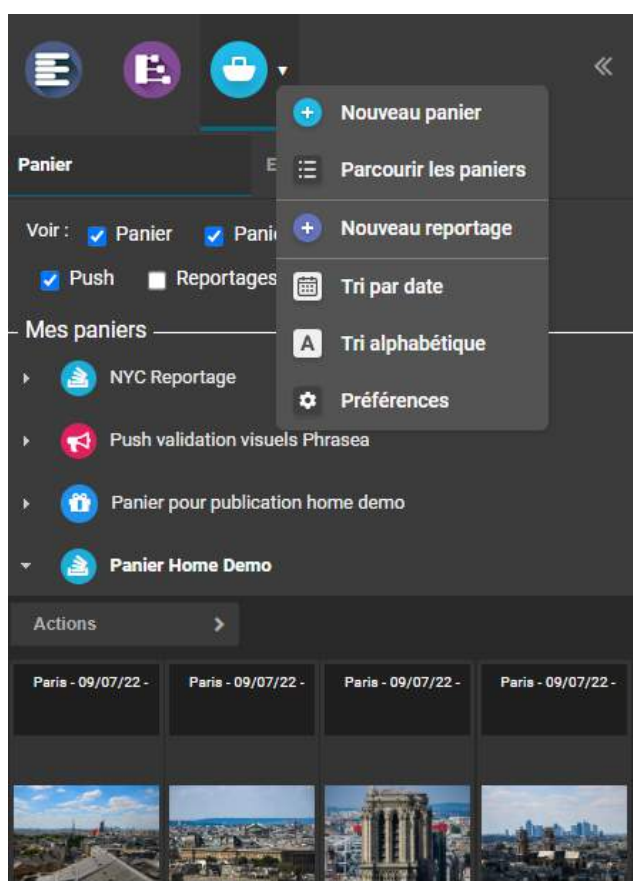 Nouveau panier
Panier
Parcourir les paniers
Voir : Panier
Nouveau reportage
Push Reportages
Tri par date
Mes paniers
A Tri alphabétique
NYC Reportage
Préférences
Push validation visuels Phrasea
Panier pour publication home demo
Panier Home Demo
Actions
Paris - 09/07/22 - Paris - 09/07/22 - Paris - 09/07/22 - Paris - 09/07/22 -